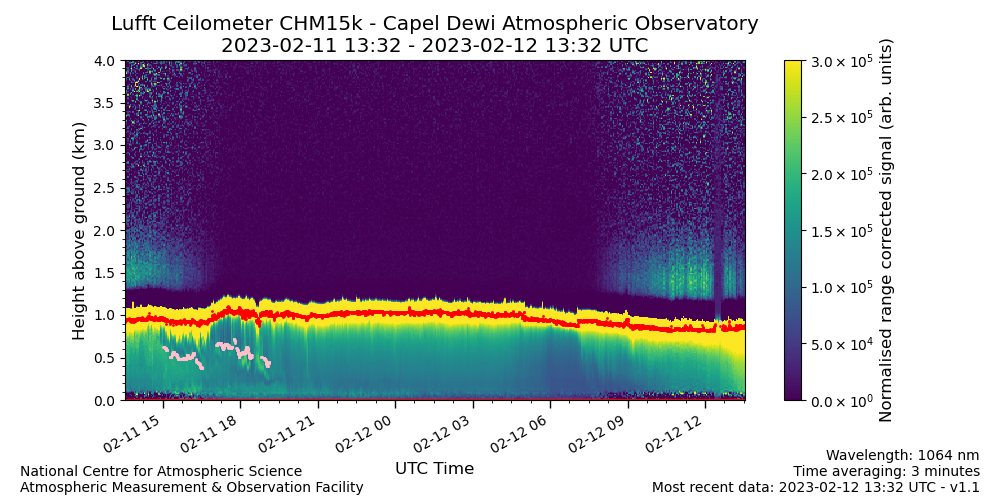 Lufft Ceilometer CHM15k - Capel Dewi Atmospheric Observatory
2023-02-11 13:32 - 2023-02-12 13:32 UTC
Height above ground (km)
4.0
3.5
3.0
2.5
2.0
1.5
1.0
0.5
0.0
02-11 15
02-11 18
02-11 21
02-12 00
02-12 03
02-12 06
02-12 09
02-12 12
UTC Time
3.0 × 10⁵
2.5 × 10⁵
2.0 × 10⁵
1.5 × 10⁵
1.0 × 10⁵
5.0 × 10⁴
0.0 × 10⁰
Normalised range corrected signal (arb. units)
National Centre for Atmospheric Science
Atmospheric Measurement & Observation Facility
Wavelength: 1064 nm
Time averaging: 3 minutes
Most recent data: 2023-02-12 13:32 UTC - v1.1